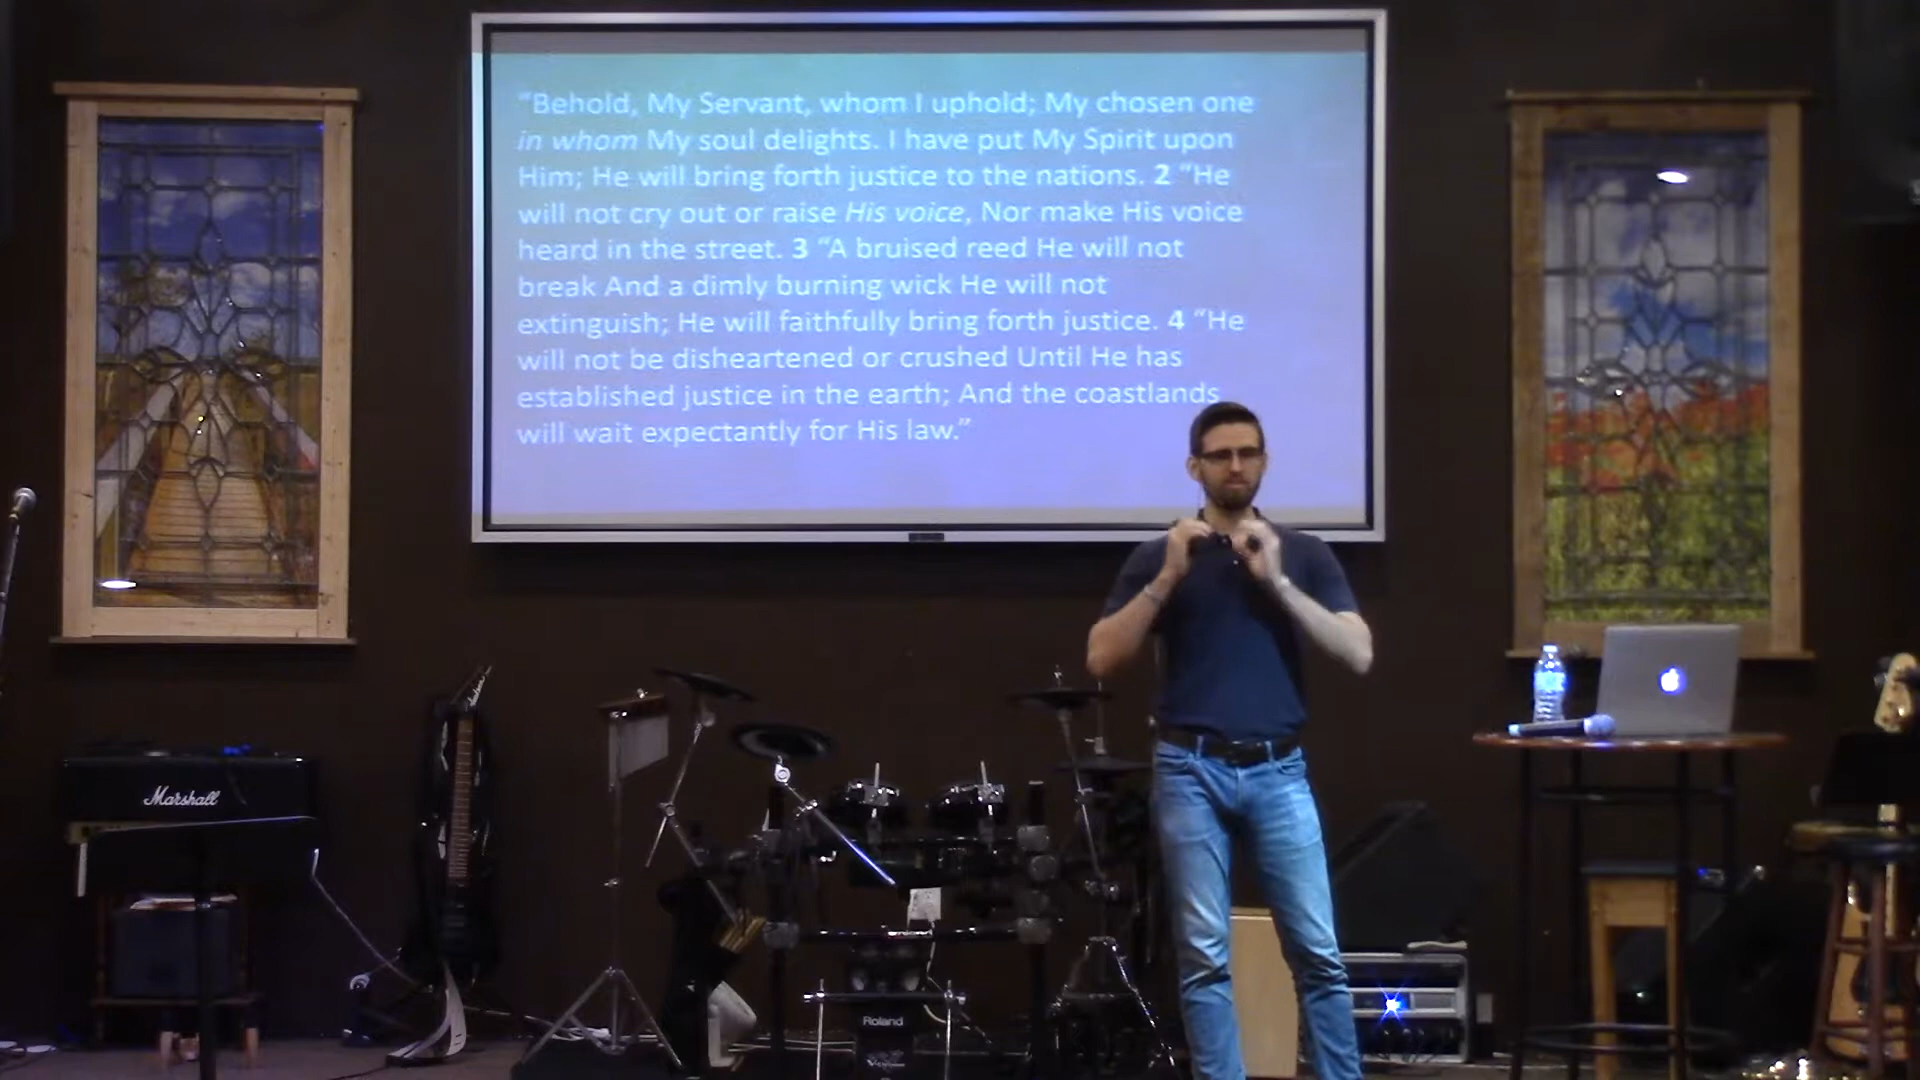 “Behold, My Servant, whom I uphold; My chosen one
in whom My soul delights. I have put My Spirit upon
Him; He will bring forth justice to the nations. 2 “He
will not cry out or raise His voice, Nor make His voice
heard in the street. 3 “A bruised reed He will not
break And a dimly burning wick He will not
extinguish; He will faithfully bring forth justice. 4 “He
will not be disheartened or crushed Until He has
established justice in the earth; And the coastlands
will wait expectantly for His law.”
Marshall
Roland